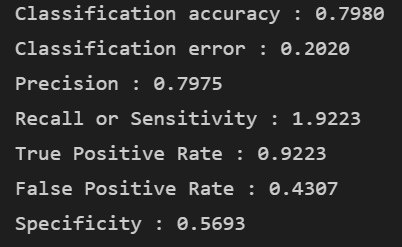 Classification accuracy : 0.7980
Classification error : 0.2020
Precision : 0.7975
Recall or Sensitivity : 1.9223
True Positive Rate : 0.9223
False Positive Rate : 0.4307
Specificity : 0.5693